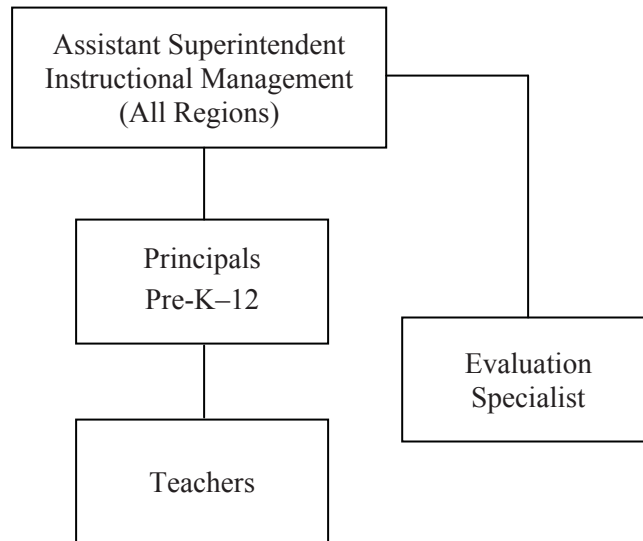 Assistant Superintendent
Instructional Management
(All Regions)
Principals
Pre-K–12
Evaluation
Specialist
Teachers